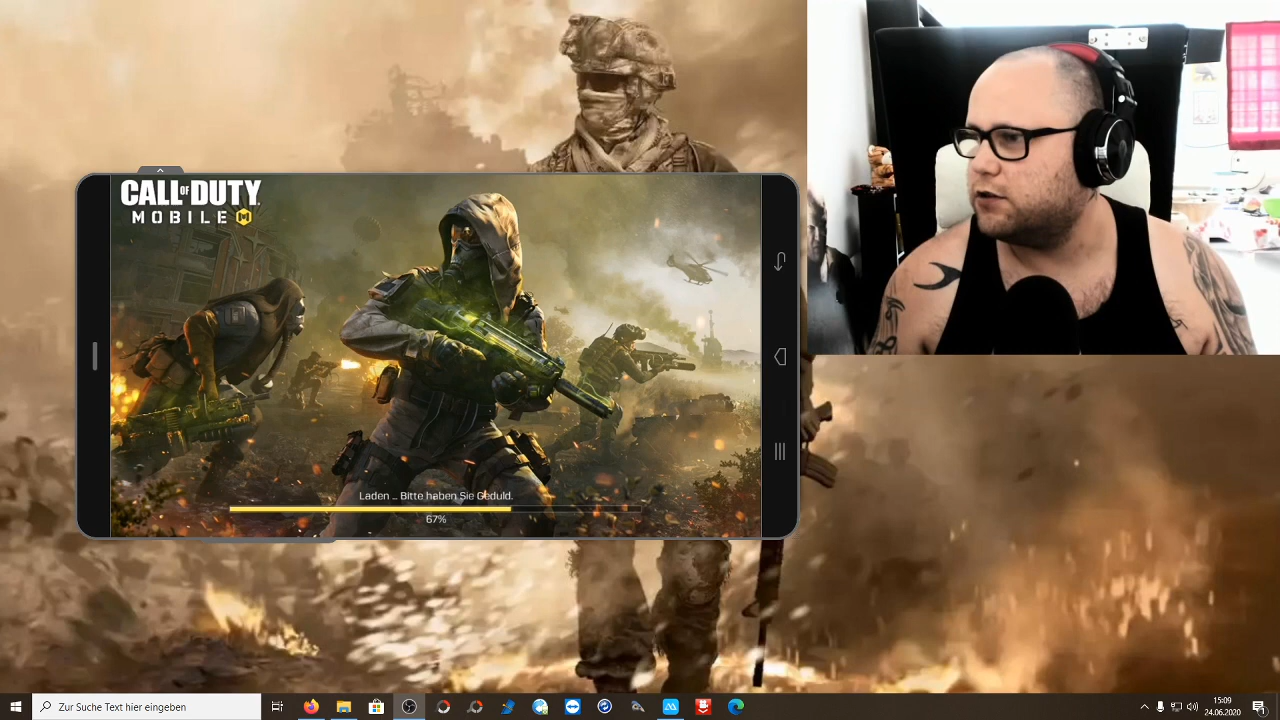 CALL OF DUTY
MOBILE
Laden ... Bitte haben Sie Geduld.
67%
Zur Suche Text hier eingeben
15:09
24.06.2020